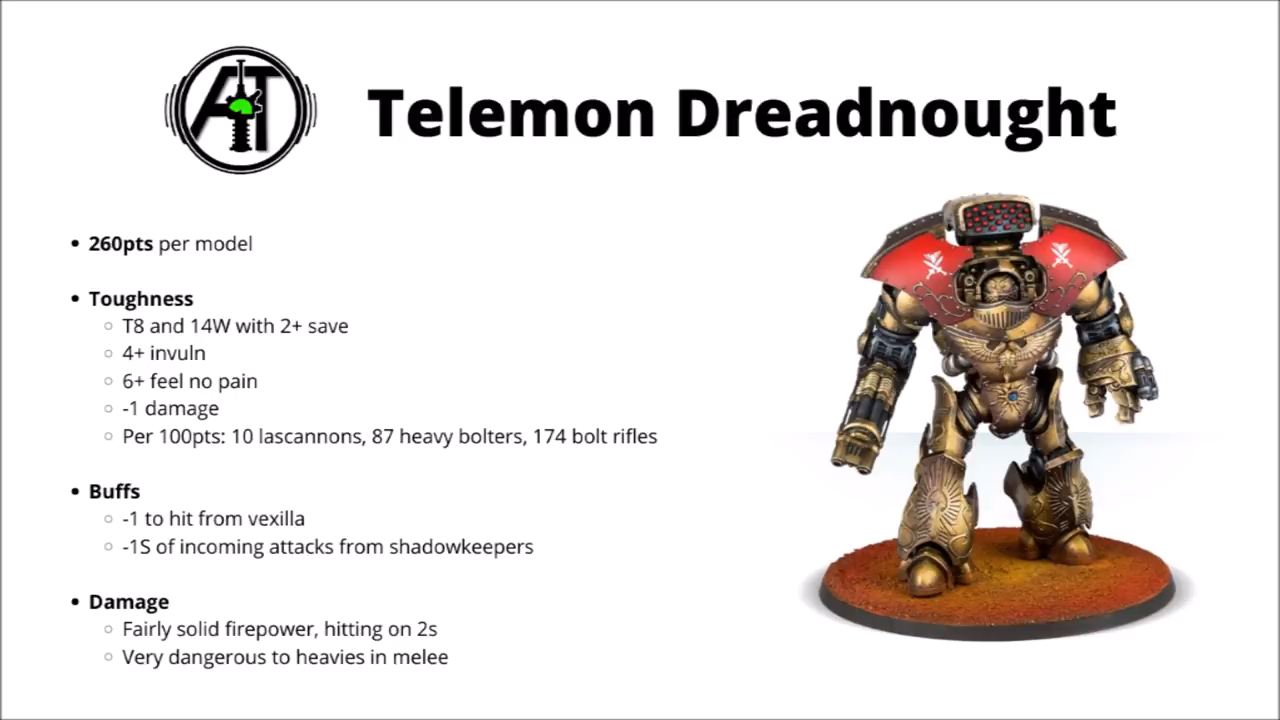 AT
Telemon Dreadnought
• 260pts per model
• Toughness
○ T8 and 14W with 2+ save
○ 4+ invuln
○ 6+ feel no pain
○ -1 damage
○ Per 100pts: 10 lascannons, 87 heavy bolters, 174 bolt rifles
• Buffs
○ -1 to hit from vexilla
○ -1S of incoming attacks from shadowkeepers
• Damage
○ Fairly solid firepower, hitting on 2s
○ Very dangerous to heavies in melee